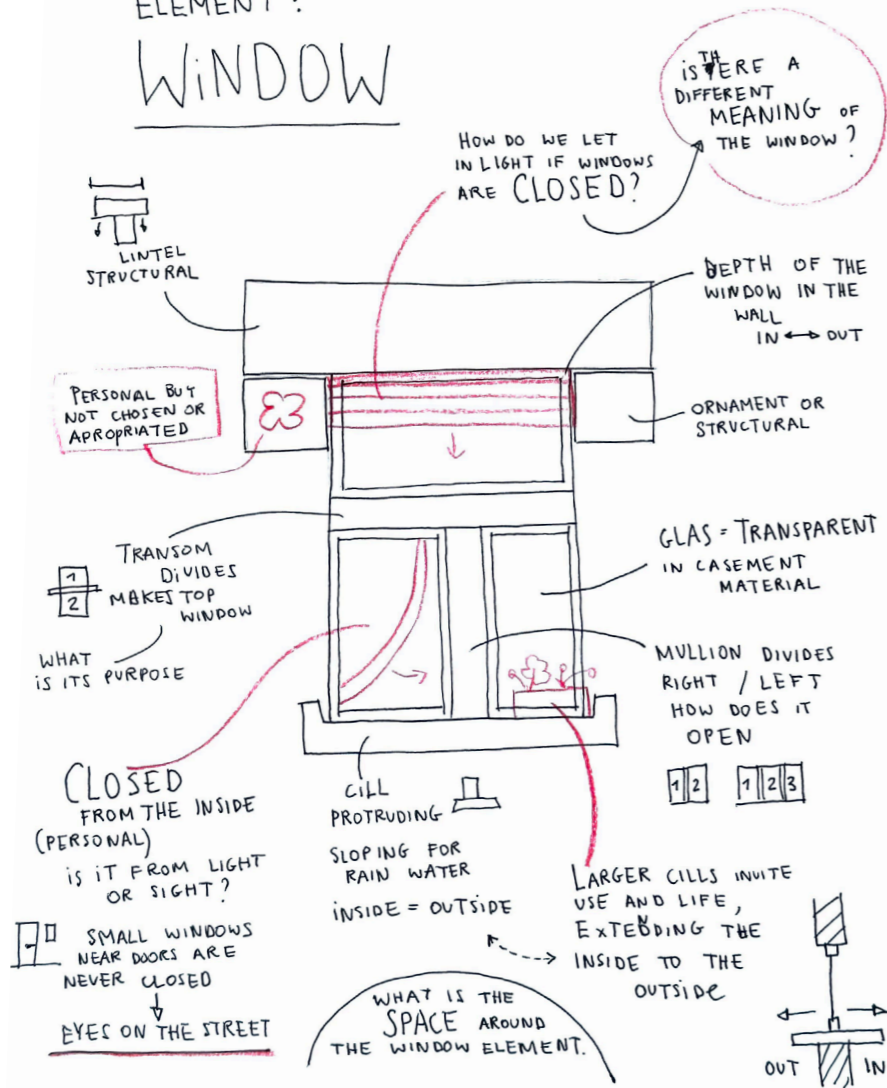 ELEMENT?
WiNDOW
iS THERE A
DIFFERENT
MEANING OF
THE WINDOW?
HOW DO WE LET
IN LIGHT IF WINDOWS
ARE CLOSED?
LINTEL
STRUCTURAL
DEPTH OF THE
WINDOW IN THE
WALL
IN ↔ OUT
PERSONAL BUT
NOT CHOSEN OR
APROPRIATED
ORNAMENT OR
STRUCTURAL
TRANSOM
DiVIDES
MAKES TOP
WINDOW
1
2
WHAT
iS ITS PURPOSE
GLAS = TRANSPARENT
IN CASEMENT
MATERIAL
MULLION DIVIDES
RIGHT / LEFT
HOW DOES IT
OPEN
1 2
1 2 3
CLOSED
FROM THE INSIDE
(PERSONAL)
iS iT FROM LIGHT
OR SIGHT?
SMALL WINDOWS
NEAR DOORS ARE
NEVER CLOSED
EYES ON THE STREET
CiLL
PROTRUDING
SLOPING FOR
RAIN WATER
iNSIDE = OUTSIDE
LARGER CILLS INVITE
USE AND LIFE,
EXTENDING THE
INSIDE TO THE
OUTSIDE
WHAT IS THE
SPACE AROUND
THE WINDOW ELEMENT.
OUT IN